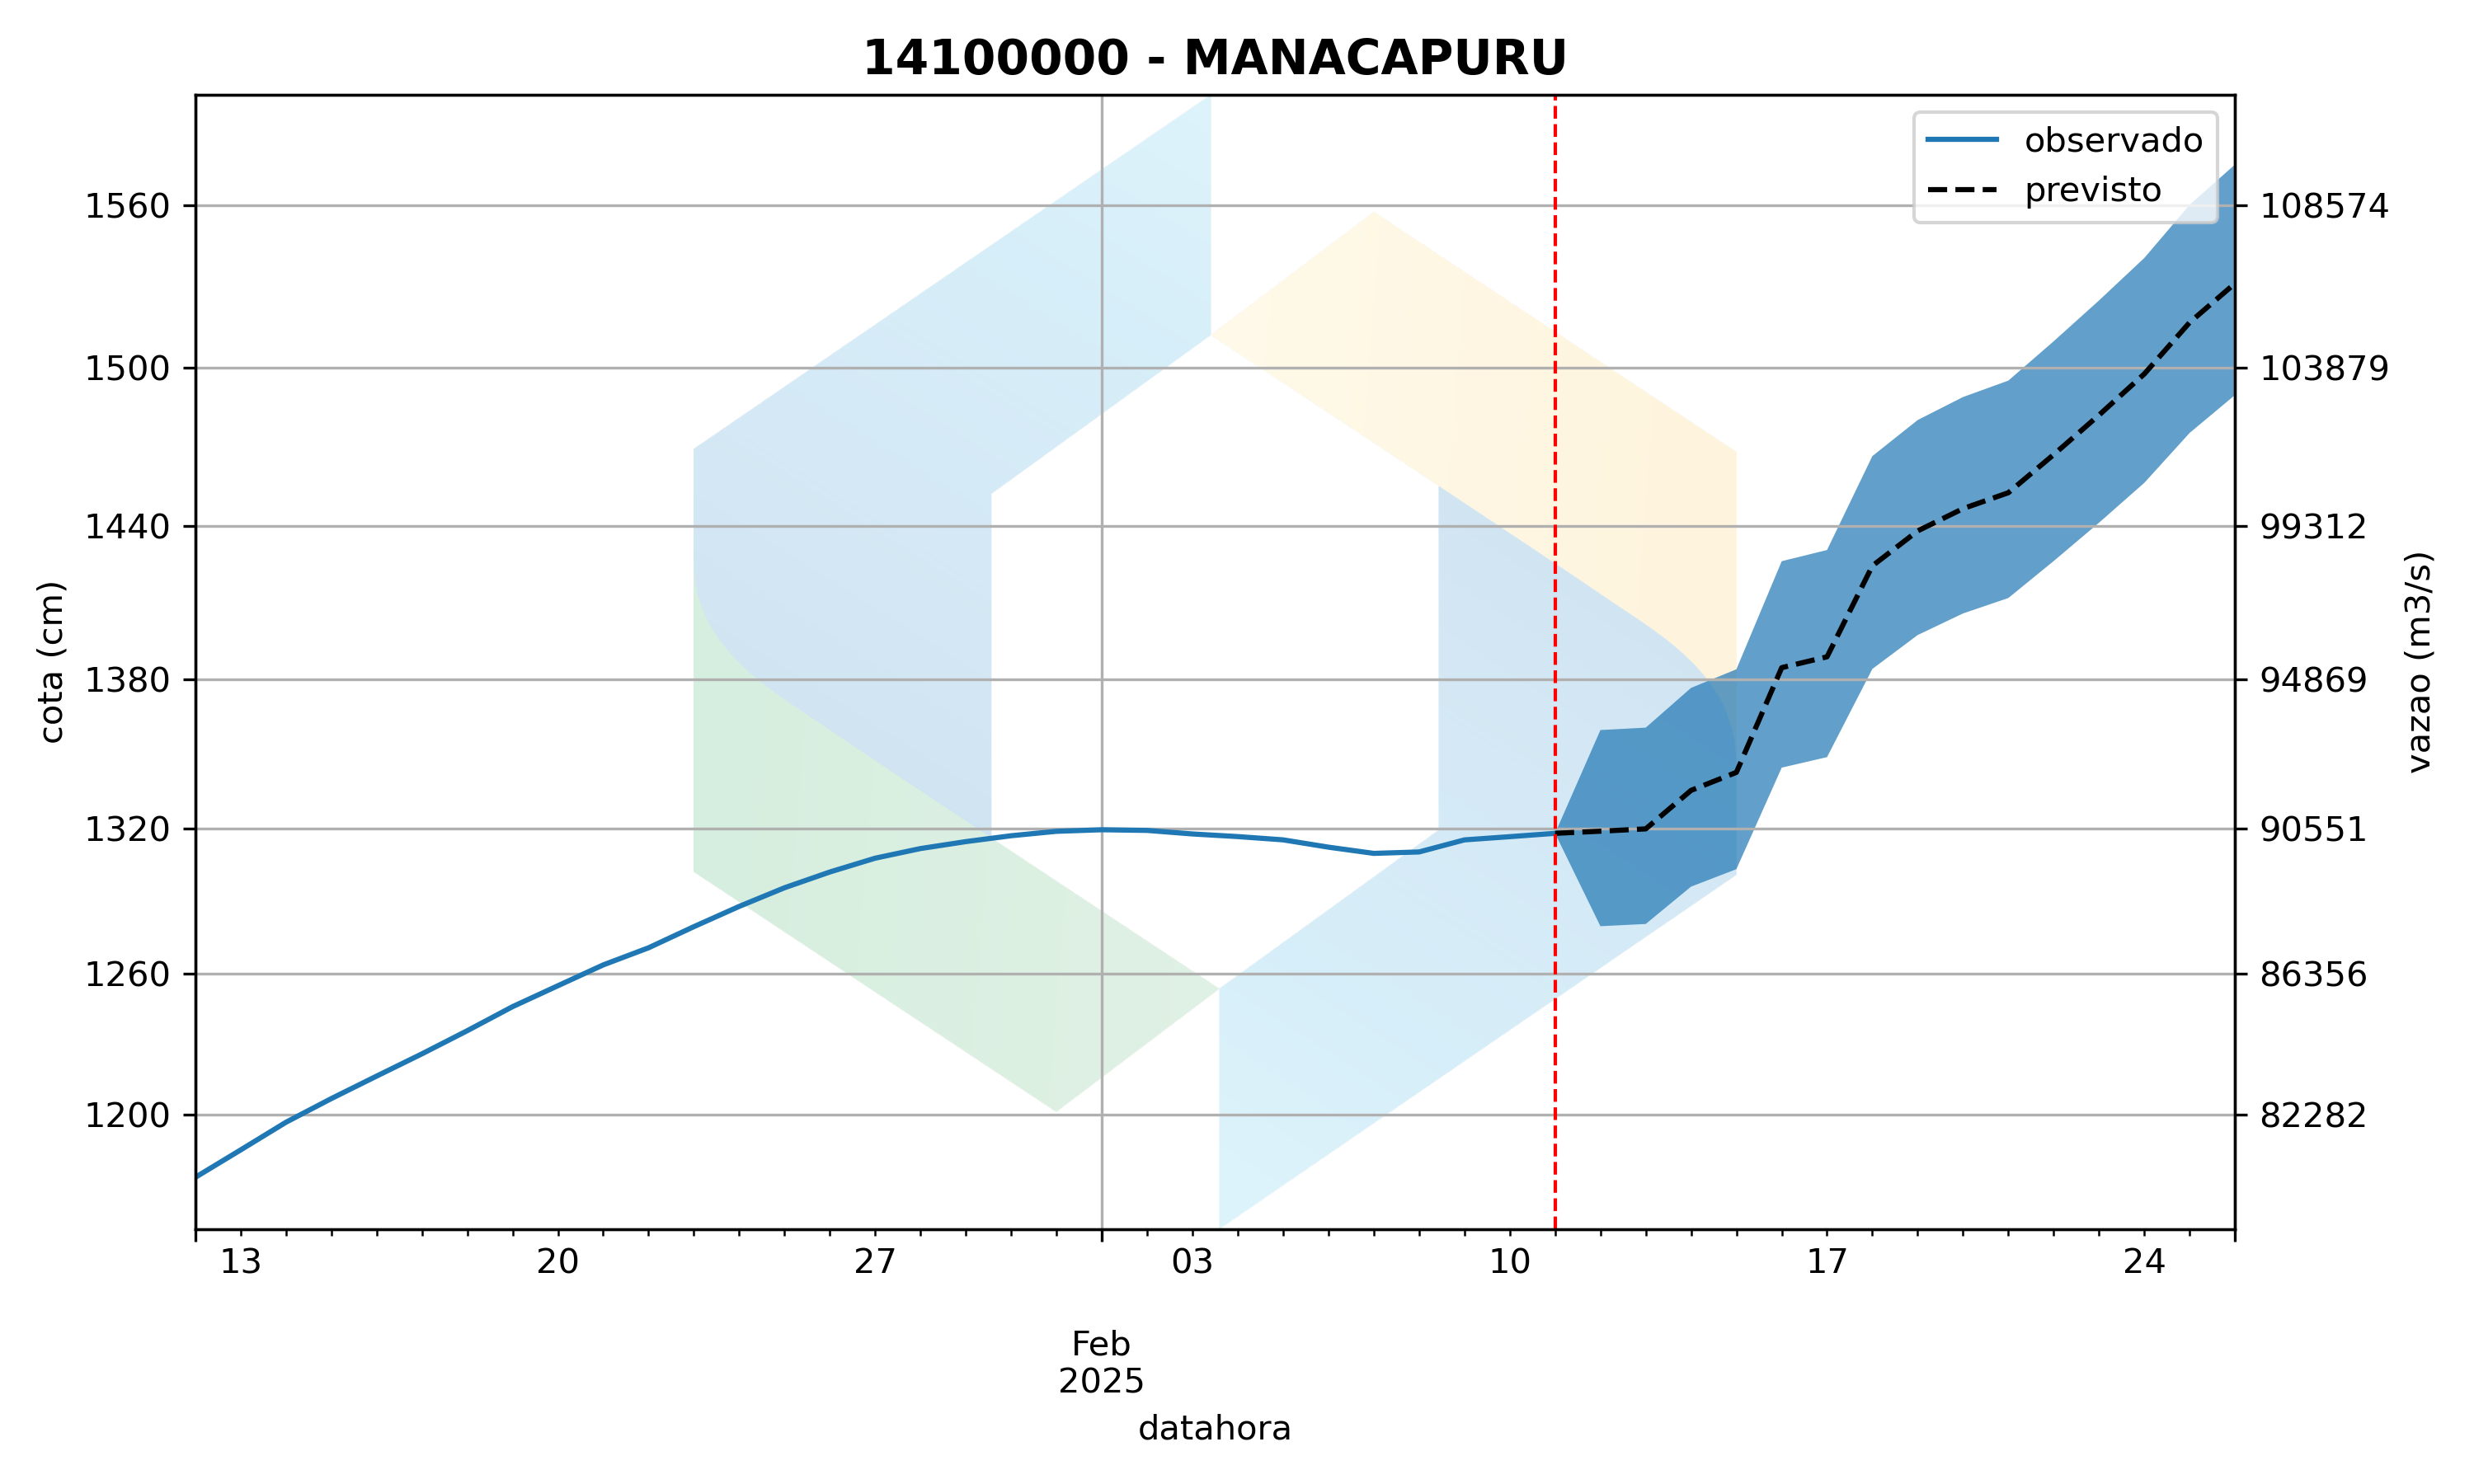 14100000 - MANACAPURU
observado
previsto
1560
1500
1440
1380
1320
1260
1200
cota (cm)
108574
103879
99312
94869
90551
86356
82282
vazao (m3/s)
13 20 27 03 10 17 24
Feb
2025
datahora